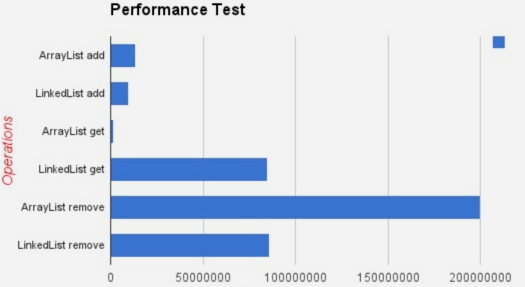 Performance Test
Operations
ArrayList add
LinkedList add
ArrayList get
LinkedList get
ArrayList remove
LinkedList remove
0 50000000 100000000 150000000 200000000